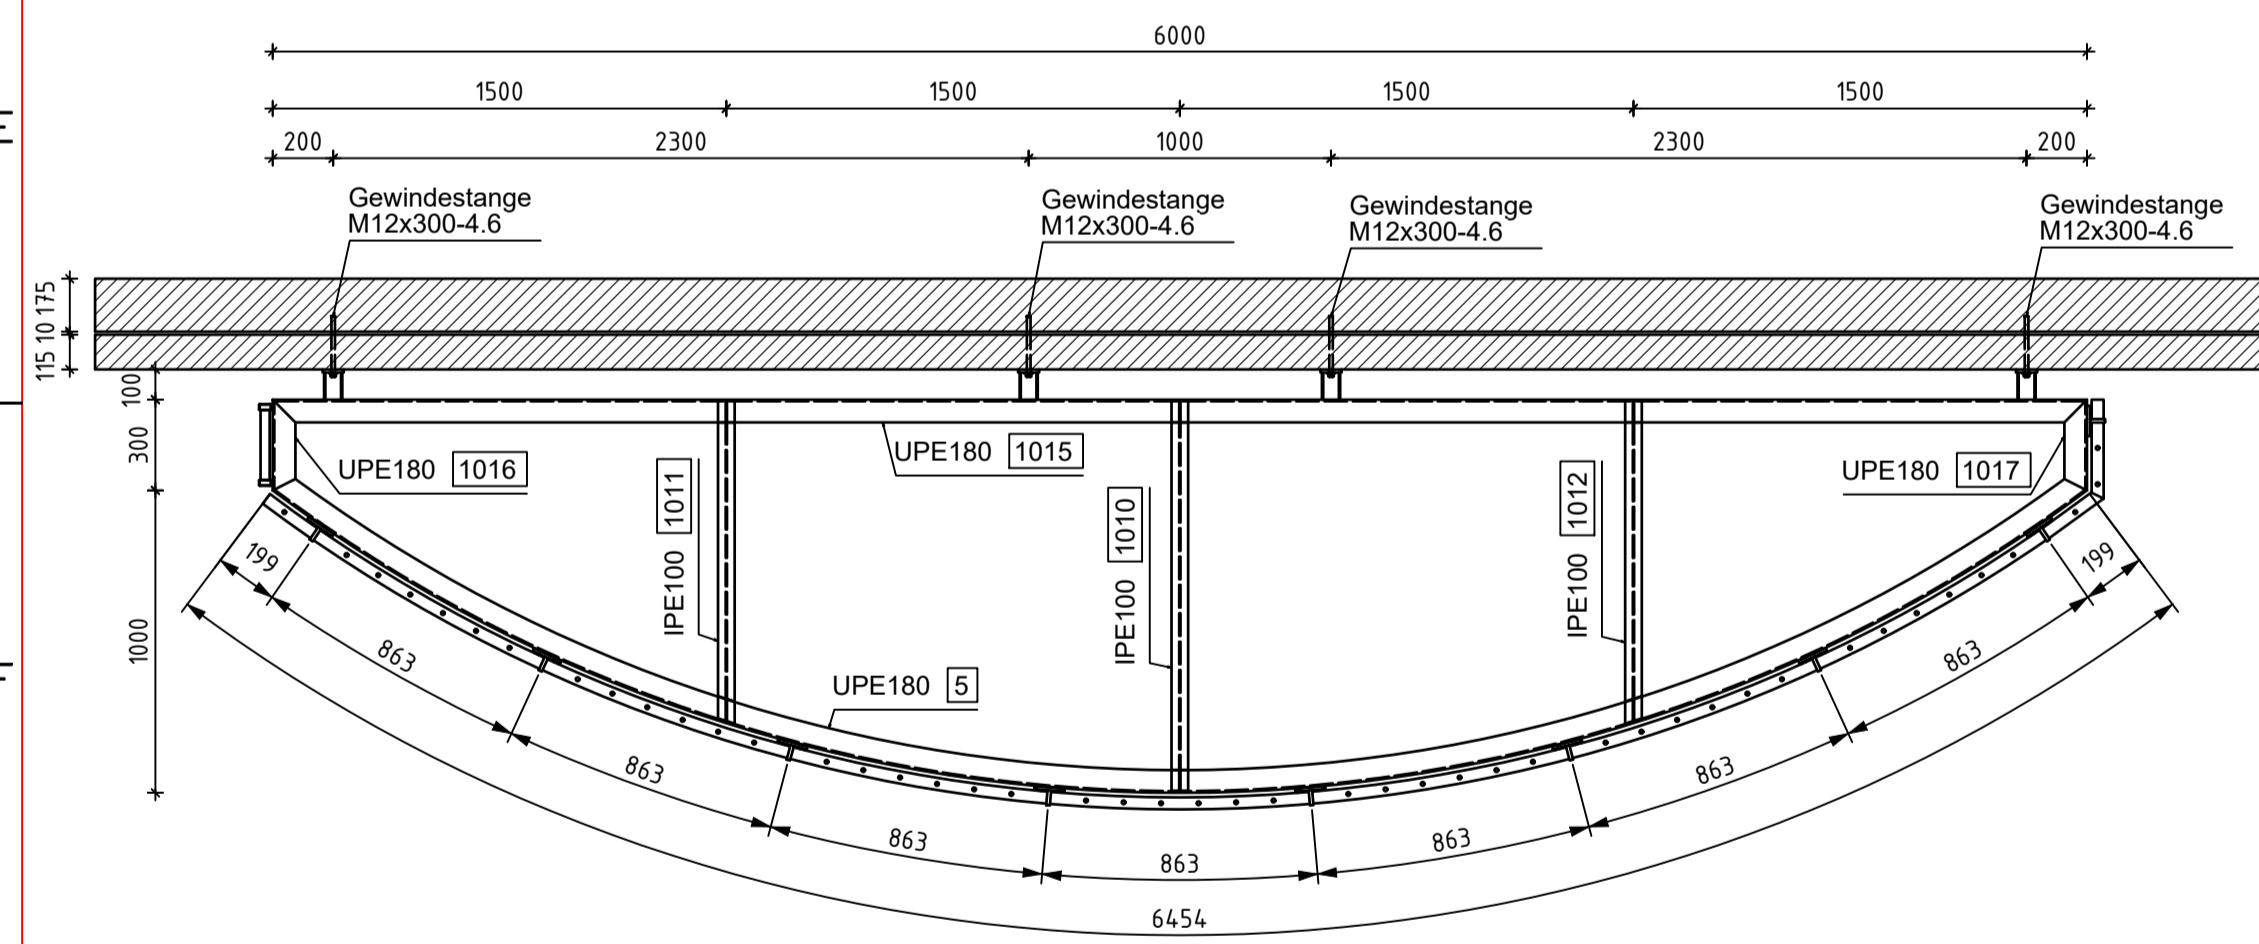 6000
1500 1500 1500 1500
200 2300 1000 2300 200
Gewindestange
M12x300-4.6
Gewindestange
M12x300-4.6
Gewindestange
M12x300-4.6
Gewindestange
M12x300-4.6
175
10
115
100
300
1000
UPE180 1016
UPE180 1015
UPE180 1017
IPE100 1011
IPE100 1010
IPE100 1012
UPE180 5
199
863
863
863
863
863
863
863
199
6454